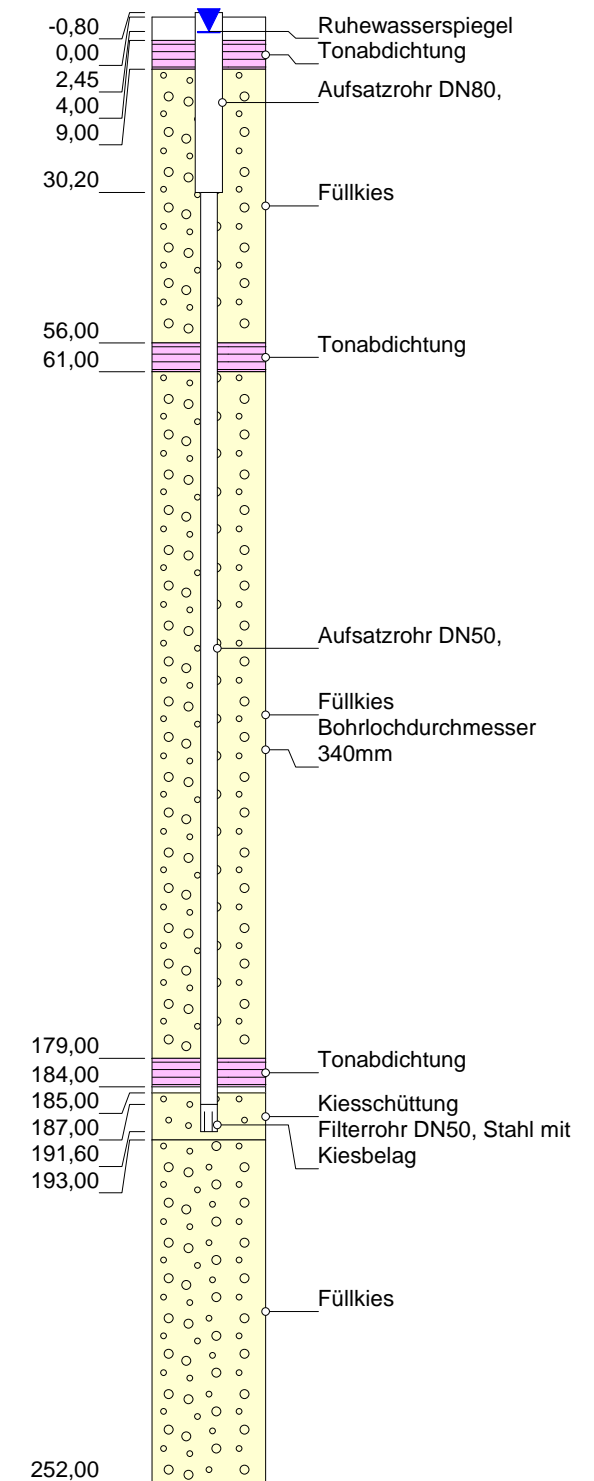 -0,80
Ruhewasserspiegel
0,00
Tonabdichtung
2,45
Aufsatzrohr DN80,
4,00
9,00
30,20
Füllkies
56,00
Tonabdichtung
61,00
Aufsatzrohr DN50,
Füllkies
Bohrlochdurchmesser
340mm
179,00
Tonabdichtung
184,00
185,00
Kiesschüttung
187,00
Filterrohr DN50, Stahl mit
191,60
Kiesbelag
193,00
Füllkies
252,00